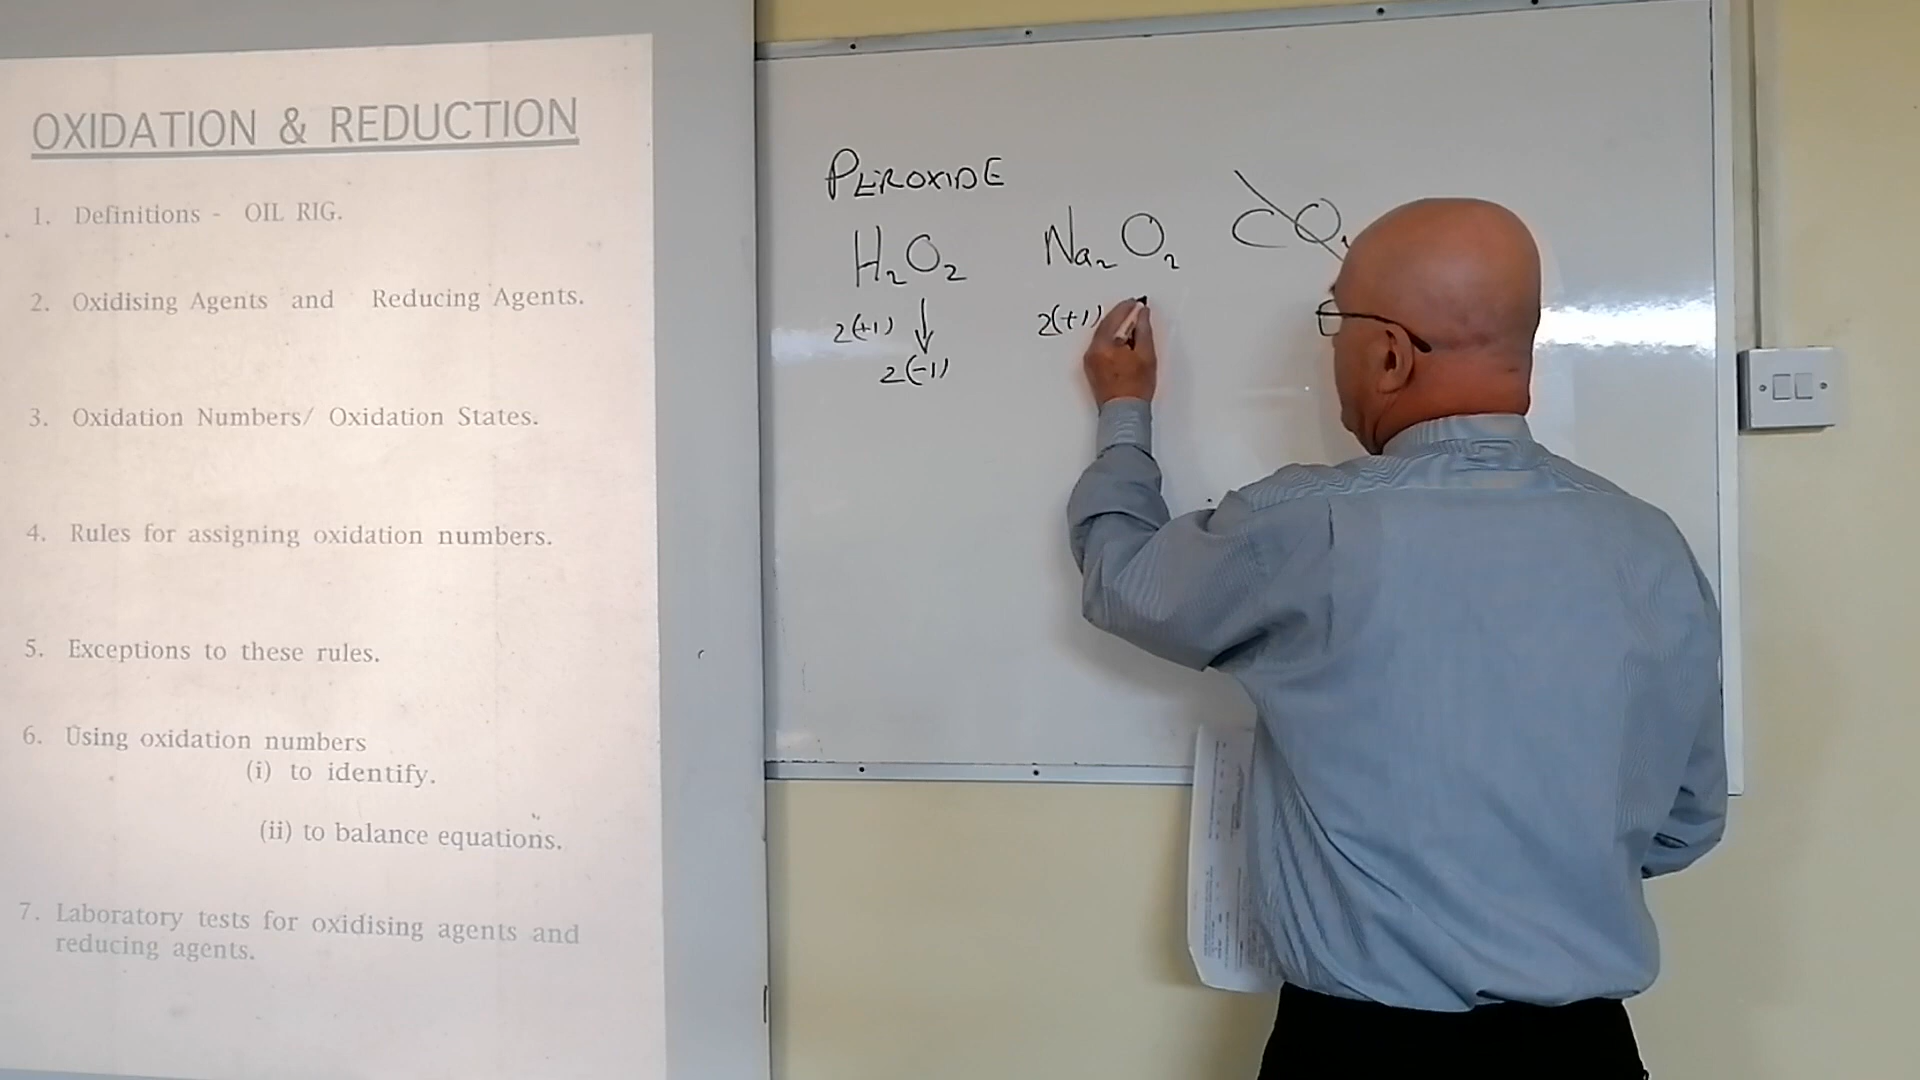 OXIDATION & REDUCTION
1. Definitions - OIL RIG.
2. Oxidising Agents and Reducing Agents.
3. Oxidation Numbers/ Oxidation States.
4. Rules for assigning oxidation numbers.
5. Exceptions to these rules.
6. Using oxidation numbers
(i) to identify.
(ii) to balance equations.
7. Laboratory tests for oxidising agents and
reducing agents.
PEROXIDE
H₂O₂ Na₂O₂ CO
2(+1) ↓ 2(+1)
2(-1)